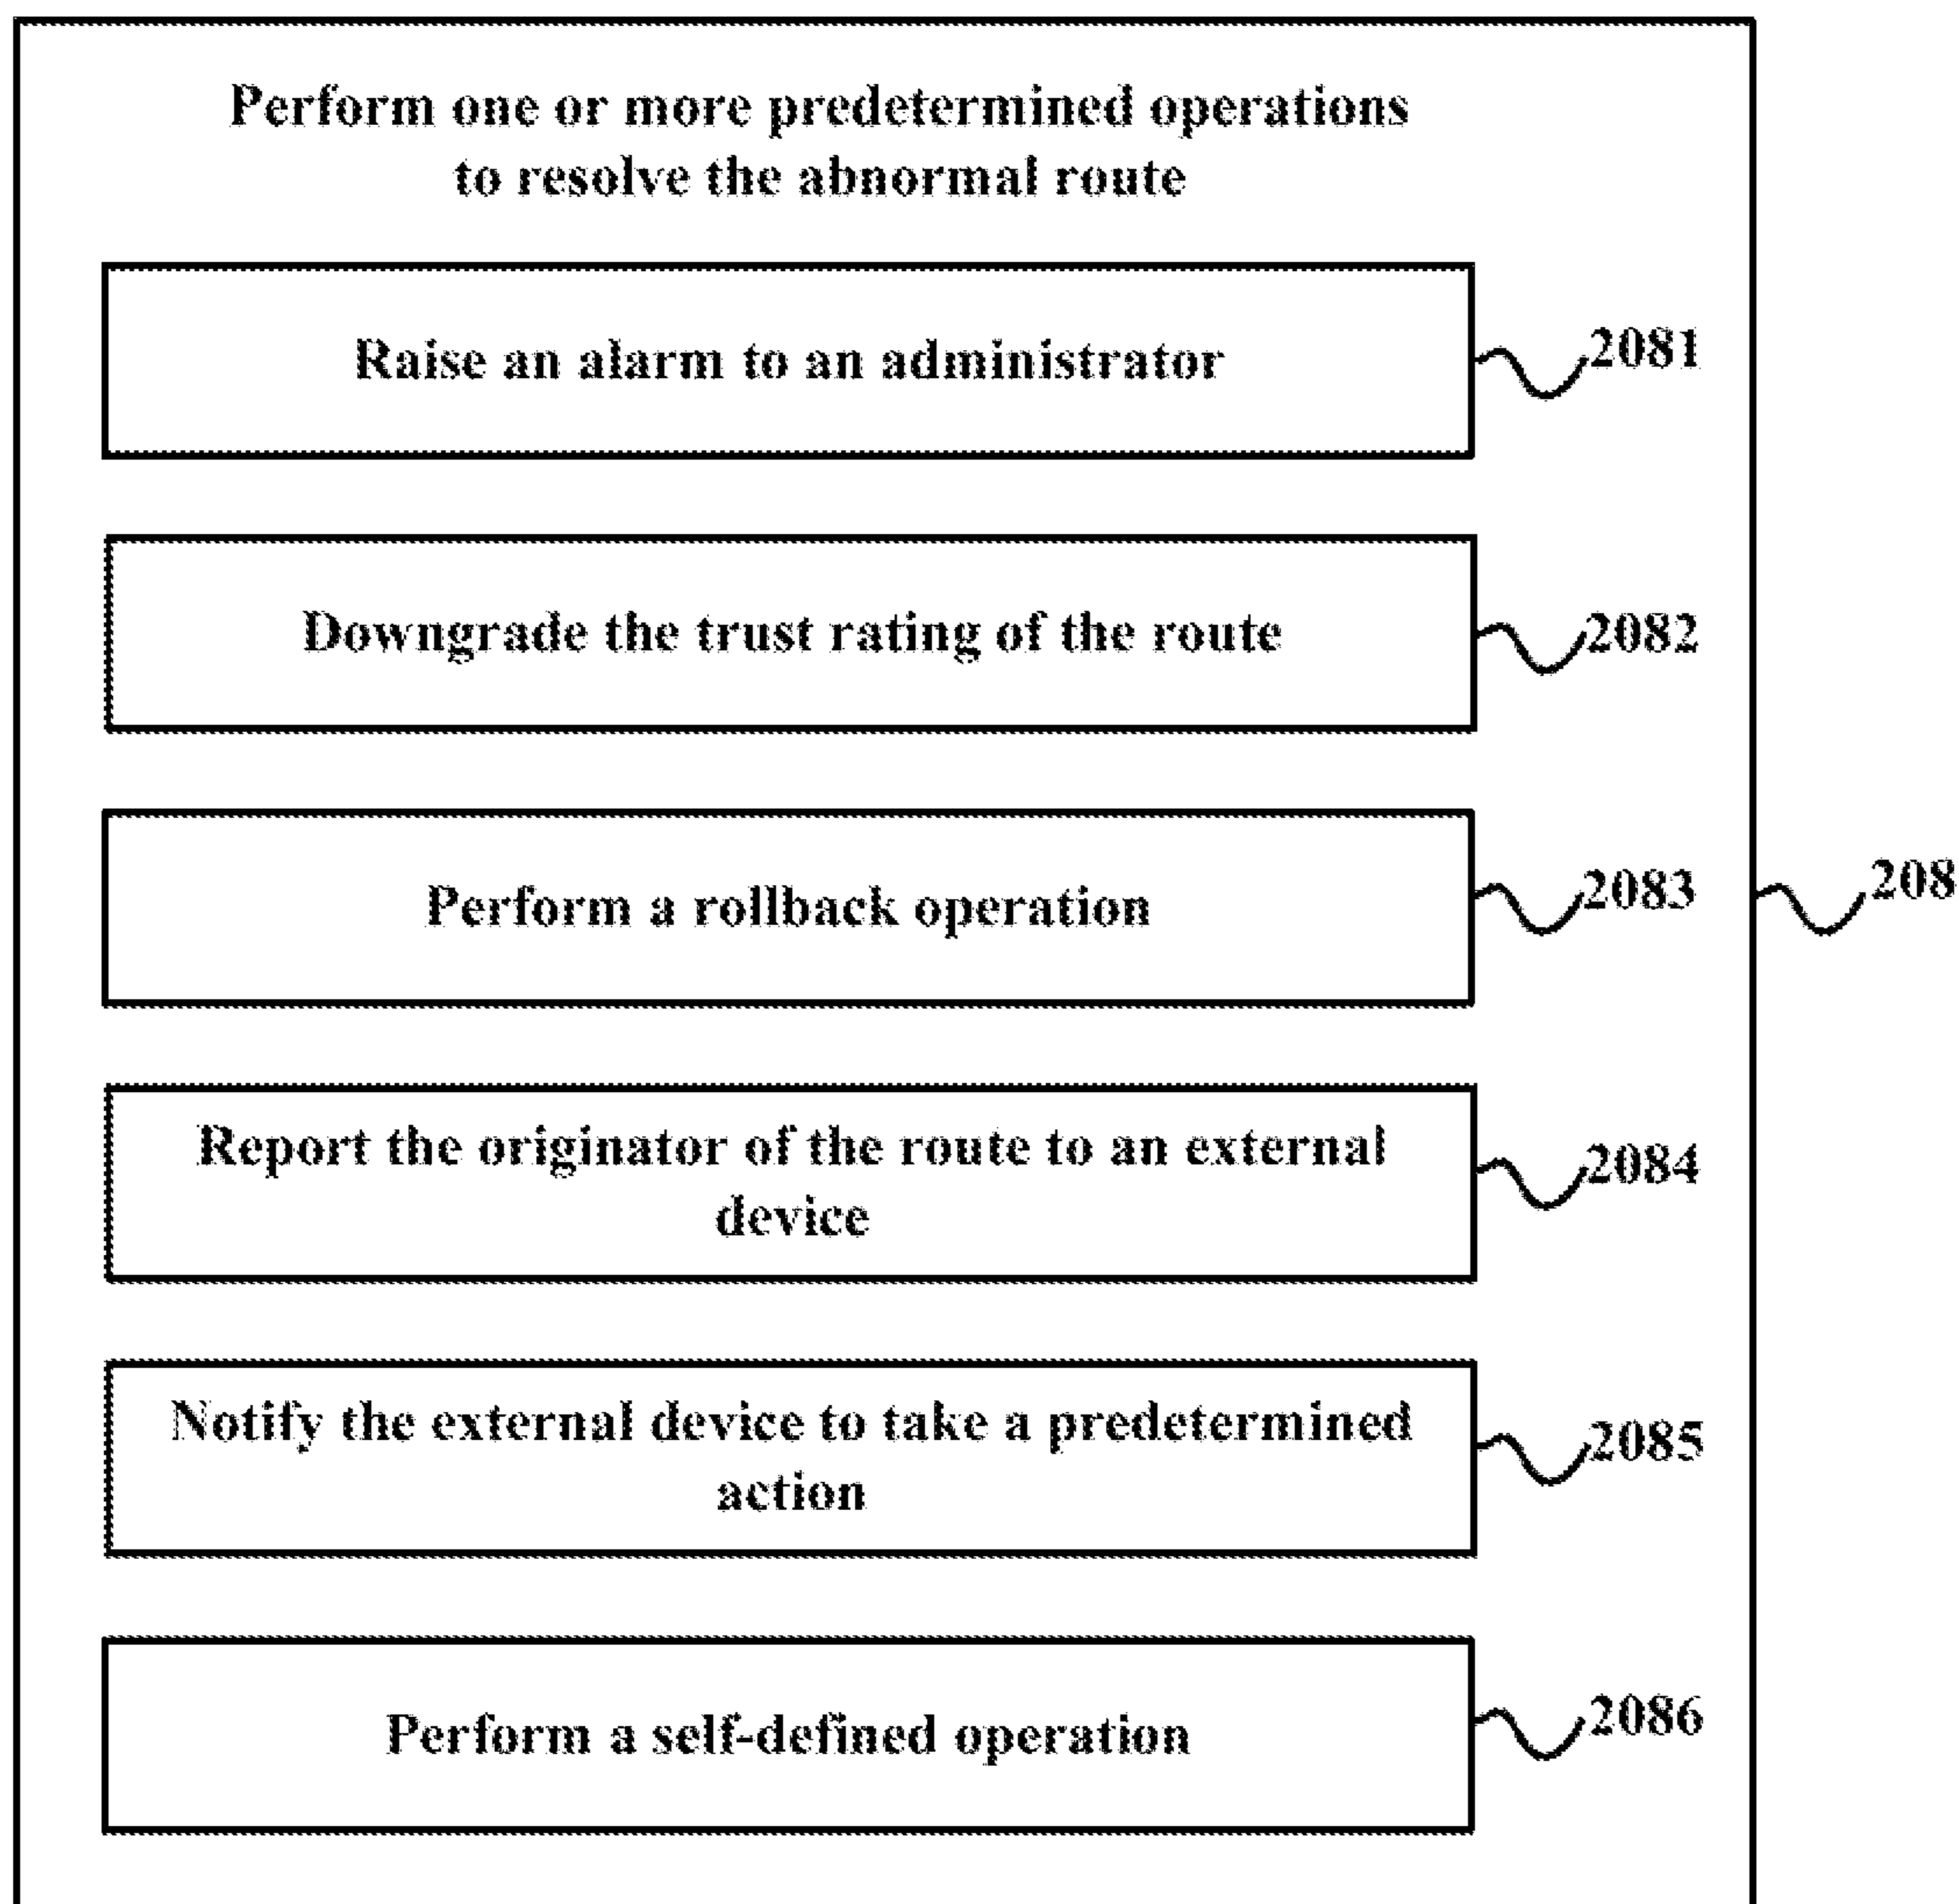 Perform one or more predetermined operations
to resolve the abnormal route
Raise an alarm to an administrator
2081
Downgrade the trust rating of the route
2082
Perform a rollback operation
2083
208
Report the originator of the route to an external
device
2084
Notify the external device to take a predetermined
action
2085
Perform a self-defined operation
2086